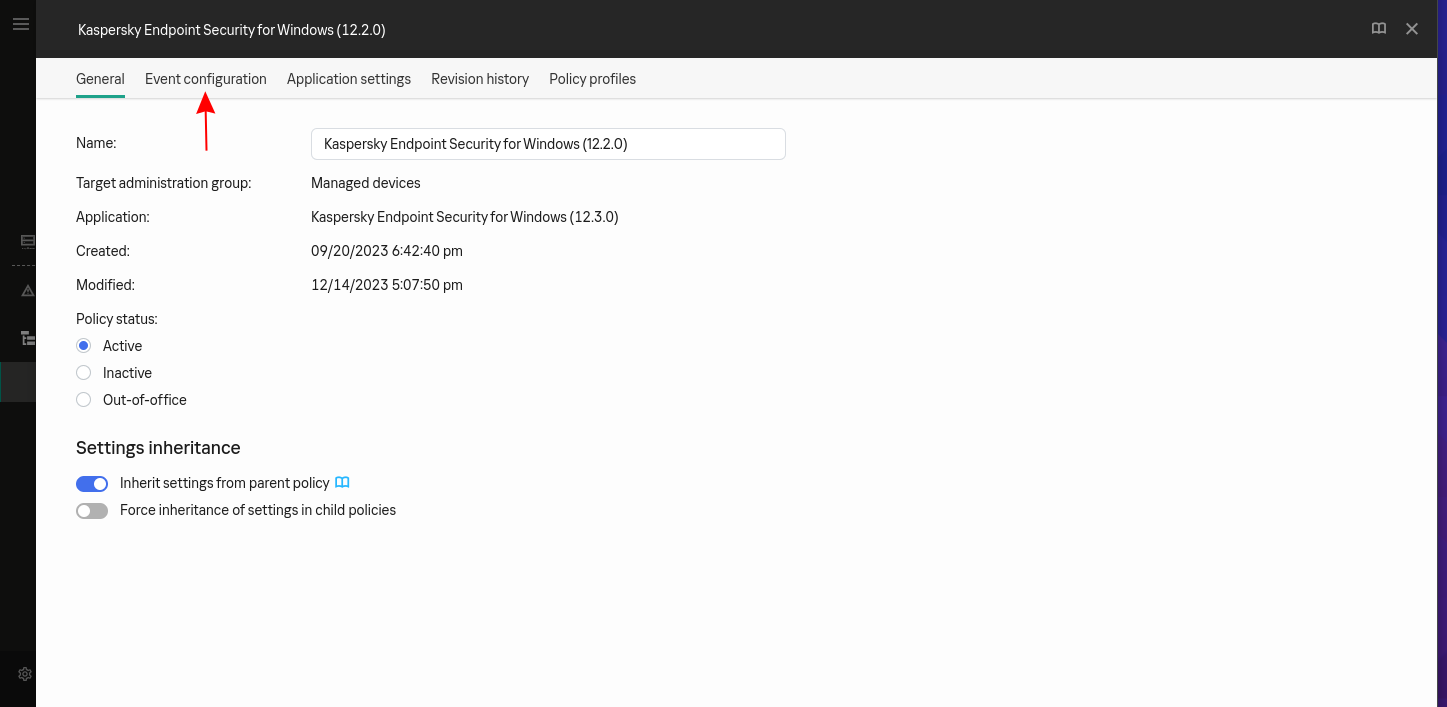 Kaspersky Endpoint Security for Windows (12.2.0)
General Event configuration Application settings Revision history Policy profiles
Name: Kaspersky Endpoint Security for Windows (12.2.0)
Target administration group: Managed devices
Application: Kaspersky Endpoint Security for Windows (12.3.0)
Created: 09/20/2023 6:42:40 pm
Modified: 12/14/2023 5:07:50 pm
Policy status:
Active
Inactive
Out-of-office
Settings inheritance
Inherit settings from parent policy
Force inheritance of settings in child policies